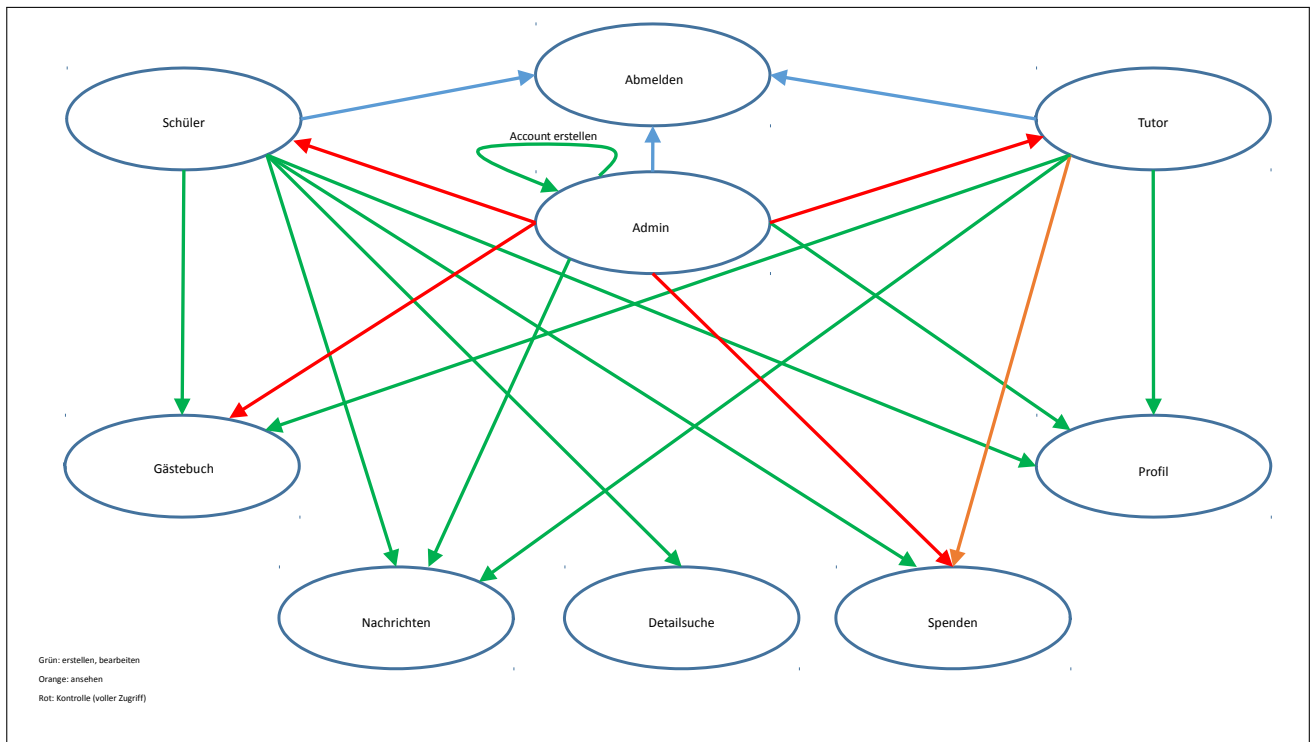 Abmelden
Schüler
Tutor
Account erstellen
Admin
Gästebuch
Profil
Nachrichten
Detailsuche
Spenden
Grün: erstellen, bearbeiten
Orange: ansehen
Rot: Kontrolle (voller Zugriff)